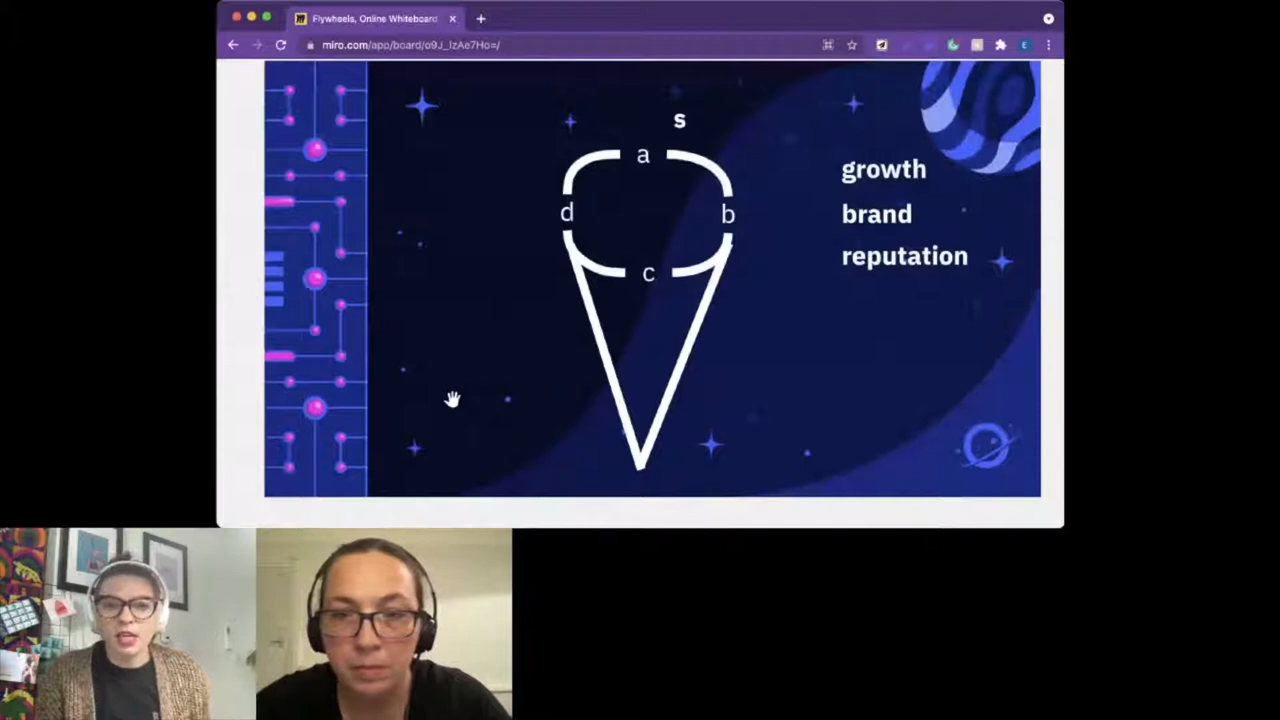 Flywheels, Online Whiteboard
miro.com/app/board/o9J_lzAe7Ho=/
s
a
d
b
c
growth
brand
reputation